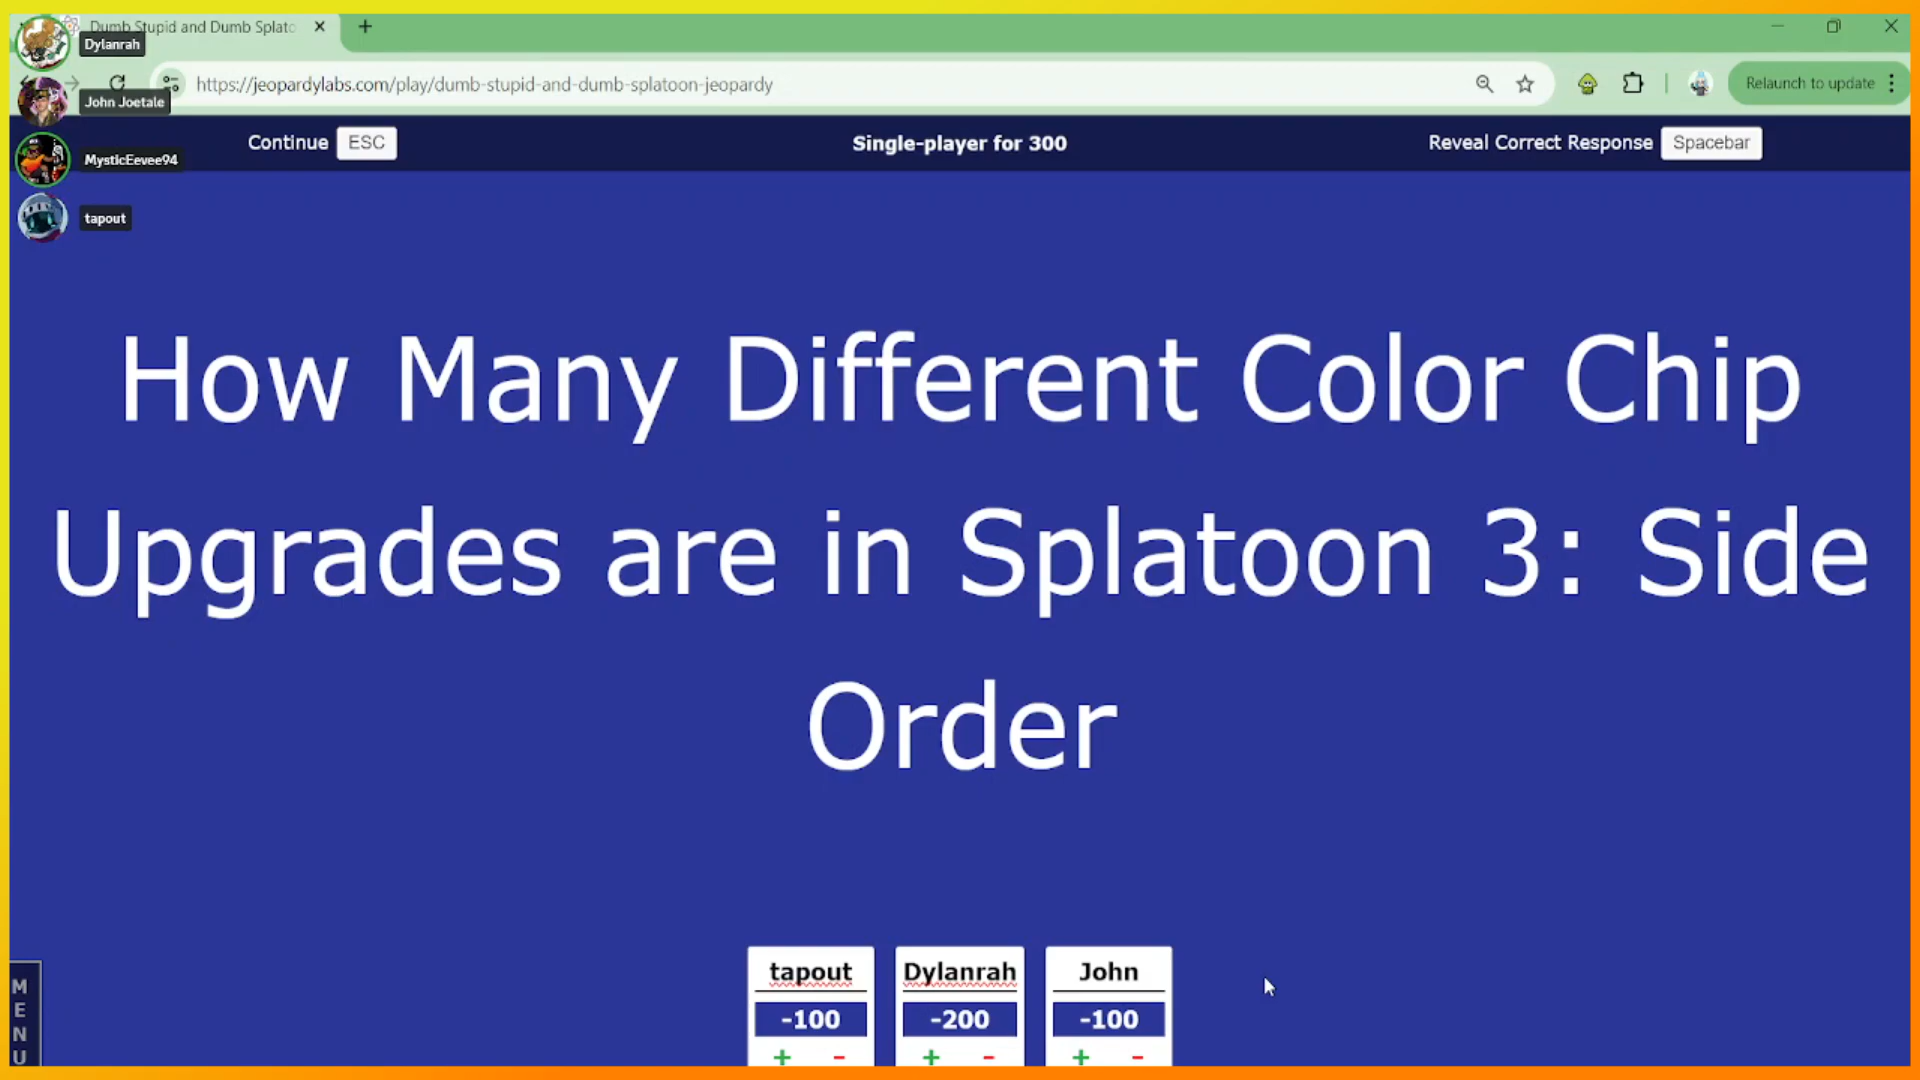 Dumb Stupid and Dumb Splato
Dylanrah
https://jeopardylabs.com/play/dumb-stupid-and-dumb-splatoon-jeopardy
Relaunch to update
John Joetale
Continue ESC
Single-player for 300
Reveal Correct Response Spacebar
MysticEevee94
tapout
How Many Different Color Chip
Upgrades are in Splatoon 3: Side
Order
tapout Dylanrah John
-100 -200 -100
+ - + - + -
MENU